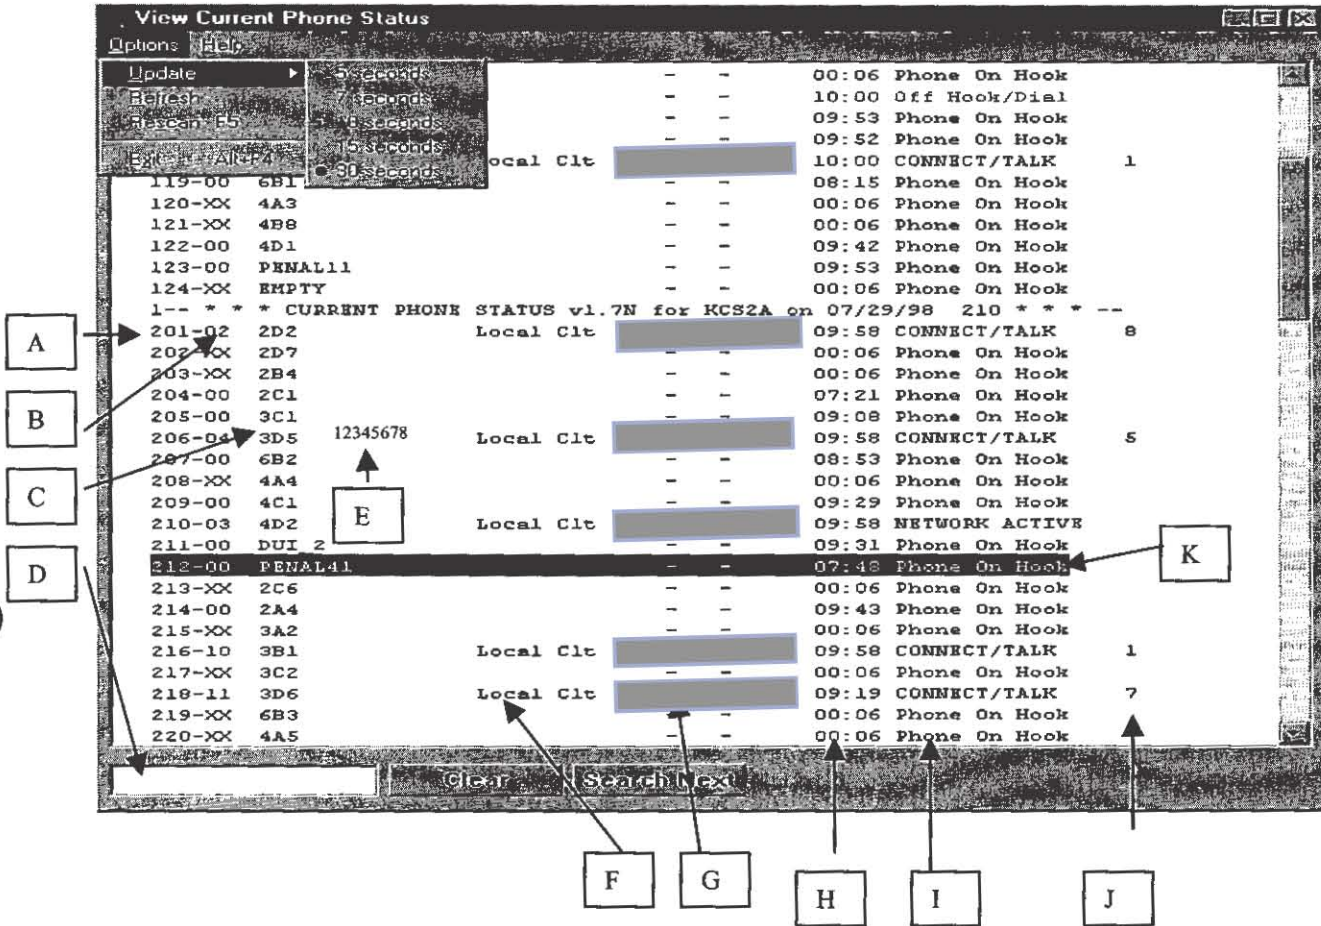 View Current Phone Status
Options Help
Update 5 seconds - - 00:06 Phone On Hook
Refresh 7 seconds - - 10:00 Off Hook/Dial
Rescan F5 seconds - - 09:53 Phone On Hook
15 seconds - - 09:52 Phone On Hook
Exit Alt+F4 30 seconds ocal Clt 10:00 CONNECT/TALK 1
119-00 6B1 - - 08:15 Phone On Hook
120-XX 4A3 - - 00:06 Phone On Hook
121-XX 4B8 - - 00:06 Phone On Hook
122-00 4D1 - - 09:42 Phone On Hook
123-00 PENAL11 - - 09:53 Phone On Hook
124-XX EMPTY - - 00:06 Phone On Hook
1-- * * * CURRENT PHONE STATUS v1.7N for KCS2A on 07/29/98 210 * * * --
A 201-02 2D2 Local Clt 09:58 CONNECT/TALK 8
202-XX 2D7 - - 00:06 Phone On Hook
203-XX 2B4 - - 00:06 Phone On Hook
204-00 2C1 - - 07:21 Phone On Hook
B 205-00 3C1 - - 09:08 Phone On Hook
206-04 3D5 12345678 Local Clt 09:58 CONNECT/TALK 5
207-00 6B2 - - 08:53 Phone On Hook
208-XX 4A4 - - 00:06 Phone On Hook
C 209-00 4C1 E - - 09:29 Phone On Hook
210-03 4D2 Local Clt 09:58 NETWORK ACTIVE
211-00 DUI_2 - - 09:31 Phone On Hook
D 212-00 PENAL41 - - 07:48 Phone On Hook K
213-XX 2C6 - - 00:06 Phone On Hook
214-00 2A4 - - 09:43 Phone On Hook
215-XX 3A2 - - 00:06 Phone On Hook
216-10 3B1 Local Clt 09:58 CONNECT/TALK 1
217-XX 3C2 - - 00:06 Phone On Hook
218-11 3D6 Local Clt 09:19 CONNECT/TALK 7
219-XX 6B3 - - 00:06 Phone On Hook
220-XX 4A5 - - 00:06 Phone On Hook
Clear Search Next
F G H I J